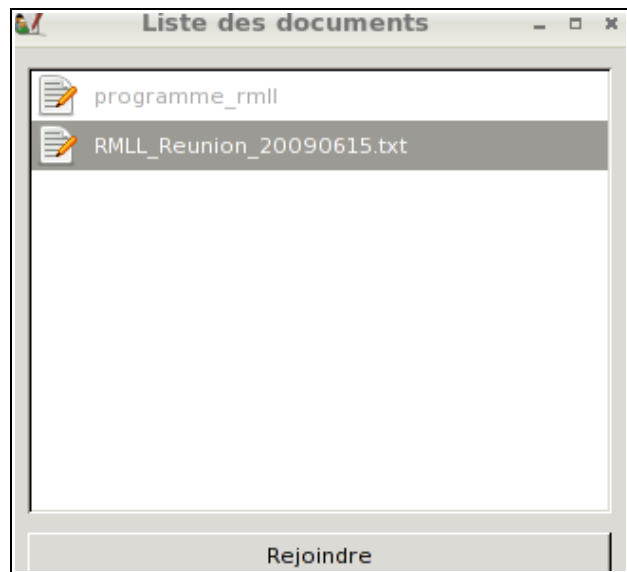 Liste des documents
programme_rmll
RMLL_Reunion_20090615.txt
Rejoindre